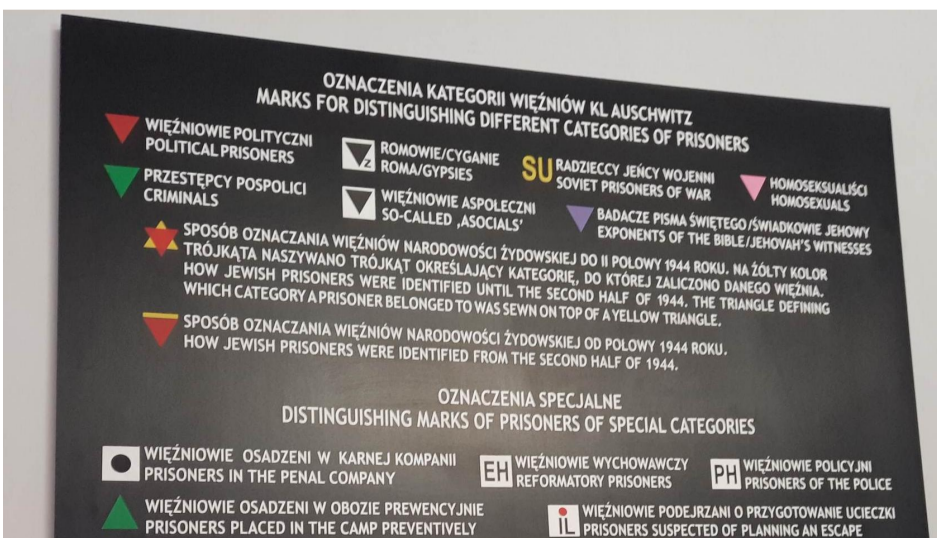 OZNACZENIA KATEGORII WIĘŹNIÓW KL AUSCHWITZ
MARKS FOR DISTINGUISHING DIFFERENT CATEGORIES OF PRISONERS
WIĘŹNIOWIE POLITYCZNI
POLITICAL PRISONERS
Z
ROMOWIE/CYGANIE
ROMA/GYPSIES
SU
RADZIECCY JEŃCY WOJENNI
SOVIET PRISONERS OF WAR
HOMOSEKSUALIŚCI
HOMOSEXUALS
PRZESTĘPCY POSPOLICI
CRIMINALS
WIĘŹNIOWIE ASPOŁECZNI
SO-CALLED ‚ASOCIALS'
BADACZE PISMA ŚWIĘTEGO/ŚWIADKOWIE JEHOWY
EXPONENTS OF THE BIBLE/JEHOVAH'S WITNESSES
SPOSÓB OZNACZANIA WIĘŹNIÓW NARODOWOŚCI ŻYDOWSKIEJ DO II POŁOWY 1944 ROKU. NA ŻÓŁTY KOLOR
TRÓJKĄTA NASZYWANO TRÓJKĄT OKREŚLAJĄCY KATEGORIĘ, DO KTÓREJ ZALICZONO DANEGO WIĘŹNIA.
HOW JEWISH PRISONERS WERE IDENTIFIED UNTIL THE SECOND HALF OF 1944. THE TRIANGLE DEFINING
WHICH CATEGORY A PRISONER BELONGED TO WAS SEWN ON TOP OF A YELLOW TRIANGLE.
SPOSÓB OZNACZANIA WIĘŹNIÓW NARODOWOŚCI ŻYDOWSKIEJ OD POŁOWY 1944 ROKU.
HOW JEWISH PRISONERS WERE IDENTIFIED FROM THE SECOND HALF OF 1944.
OZNACZENIA SPECJALNE
DISTINGUISHING MARKS OF PRISONERS OF SPECIAL CATEGORIES
WIĘŹNIOWIE OSADZENI W KARNEJ KOMPANII
PRISONERS IN THE PENAL COMPANY
EH
WIĘŹNIOWIE WYCHOWAWCZY
REFORMATORY PRISONERS
PH
WIĘŹNIOWIE POLICYJNI
PRISONERS OF THE POLICE
WIĘŹNIOWIE OSADZENI W OBOZIE PREWENCYJNIE
PRISONERS PLACED IN THE CAMP PREVENTIVELY
iL
WIĘŹNIOWIE PODEJRZANI O PRZYGOTOWANIE UCIECZKI
PRISONERS SUSPECTED OF PLANNING AN ESCAPE